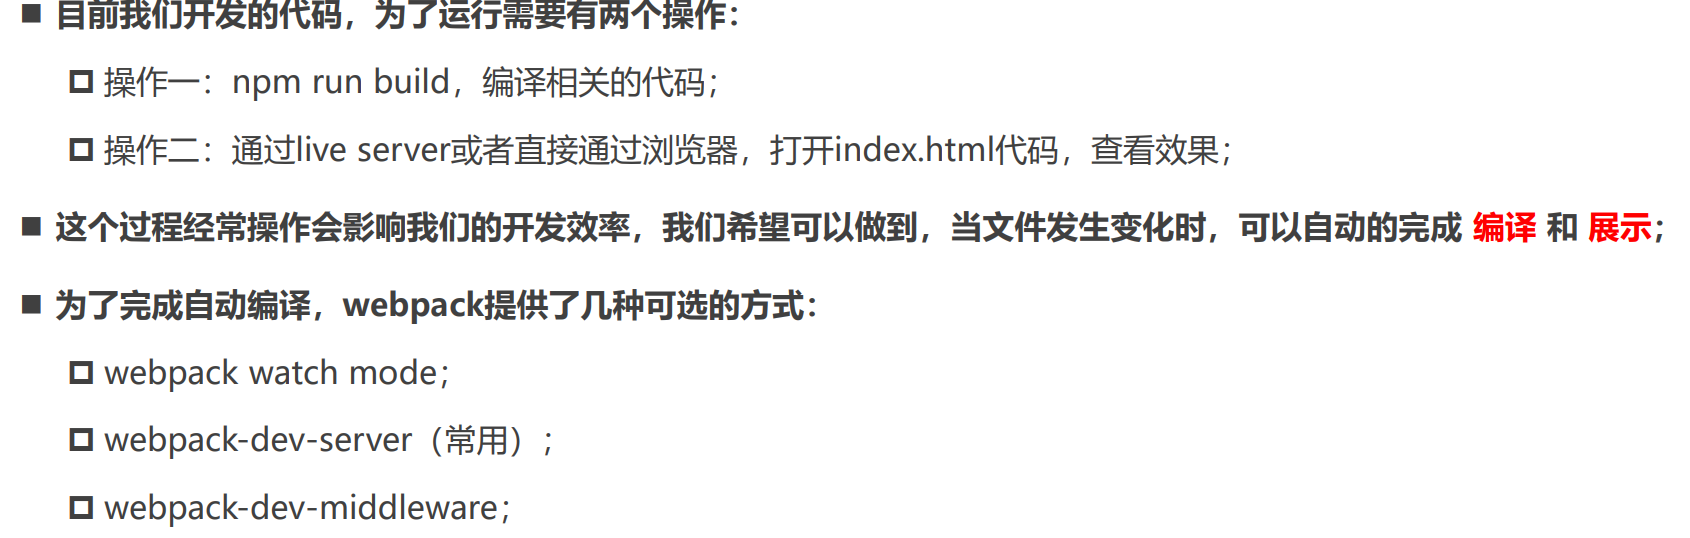 目前我们开发的代码，为了运行需要有两个操作：
操作一：npm run build，编译相关的代码；
操作二：通过live server或者直接通过浏览器，打开index.html代码，查看效果；
这个过程经常操作会影响我们的开发效率，我们希望可以做到，当文件发生变化时，可以自动的完成 编译 和 展示；
为了完成自动编译，webpack提供了几种可选的方式：
webpack watch mode；
webpack-dev-server（常用）；
webpack-dev-middleware；